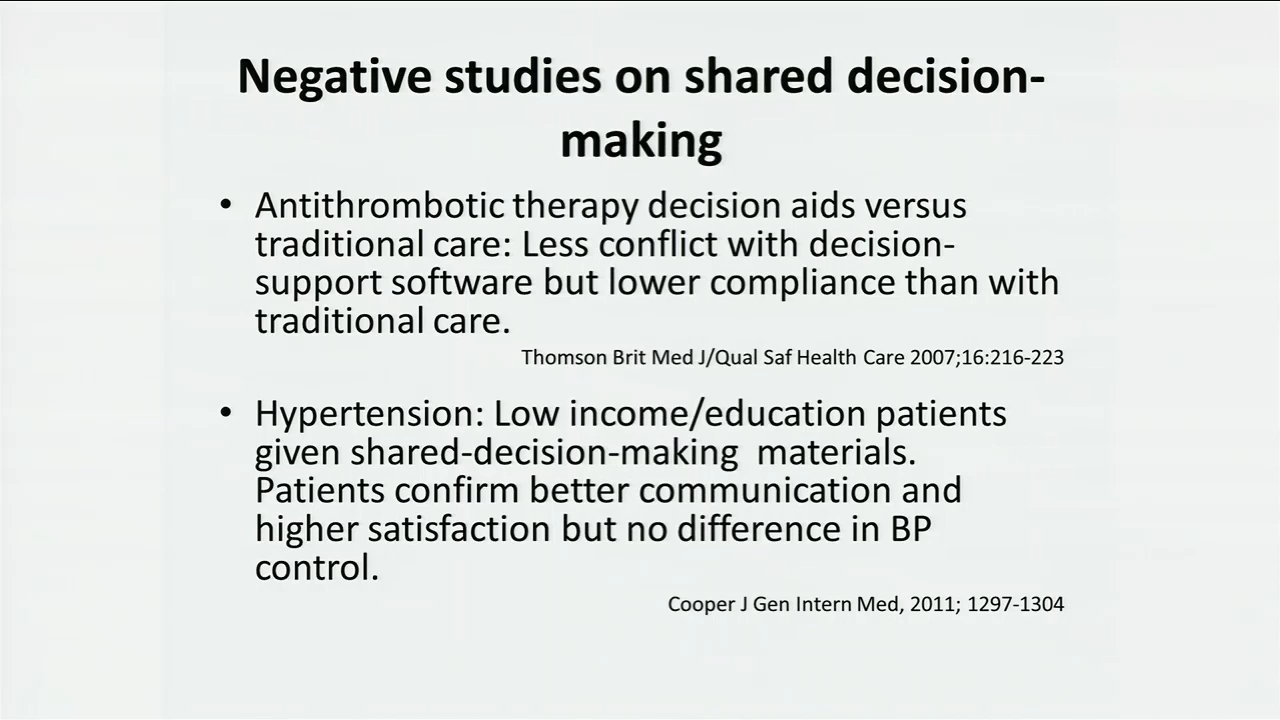 Negative studies on shared decision-
making
• Antithrombotic therapy decision aids versus
traditional care: Less conflict with decision-
support software but lower compliance than with
traditional care.
Thomson Brit Med J/Qual Saf Health Care 2007;16:216-223
• Hypertension: Low income/education patients
given shared-decision-making  materials.
Patients confirm better communication and
higher satisfaction but no difference in BP
control.
Cooper J Gen Intern Med, 2011; 1297-1304